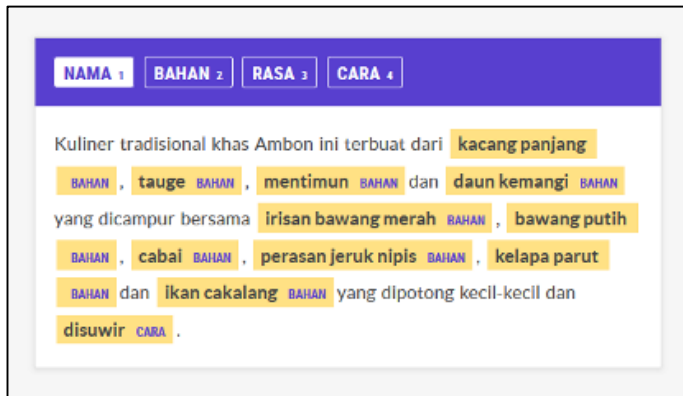 NAMA 1 BAHAN 2 RASA 3 CARA 4
Kuliner tradisional khas Ambon ini terbuat dari kacang panjang
BAHAN , tauge BAHAN , mentimun BAHAN dan daun kemangi BAHAN
yang dicampur bersama irisan bawang merah BAHAN , bawang putih
BAHAN , cabai BAHAN , perasan jeruk nipis BAHAN , kelapa parut
BAHAN dan ikan cakalang BAHAN yang dipotong kecil-kecil dan
disuwir CARA .